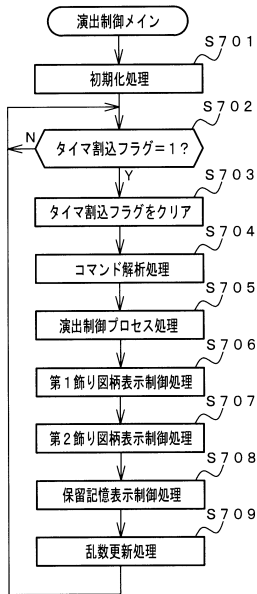 演出制御メイン
S701
初期化処理
S702
N
タイマ割込フラグ=1?
Y
S703
タイマ割込フラグをクリア
S704
コマンド解析処理
S705
演出制御プロセス処理
S706
第1飾り図柄表示制御処理
S707
第2飾り図柄表示制御処理
S708
保留記憶表示制御処理
S709
乱数更新処理